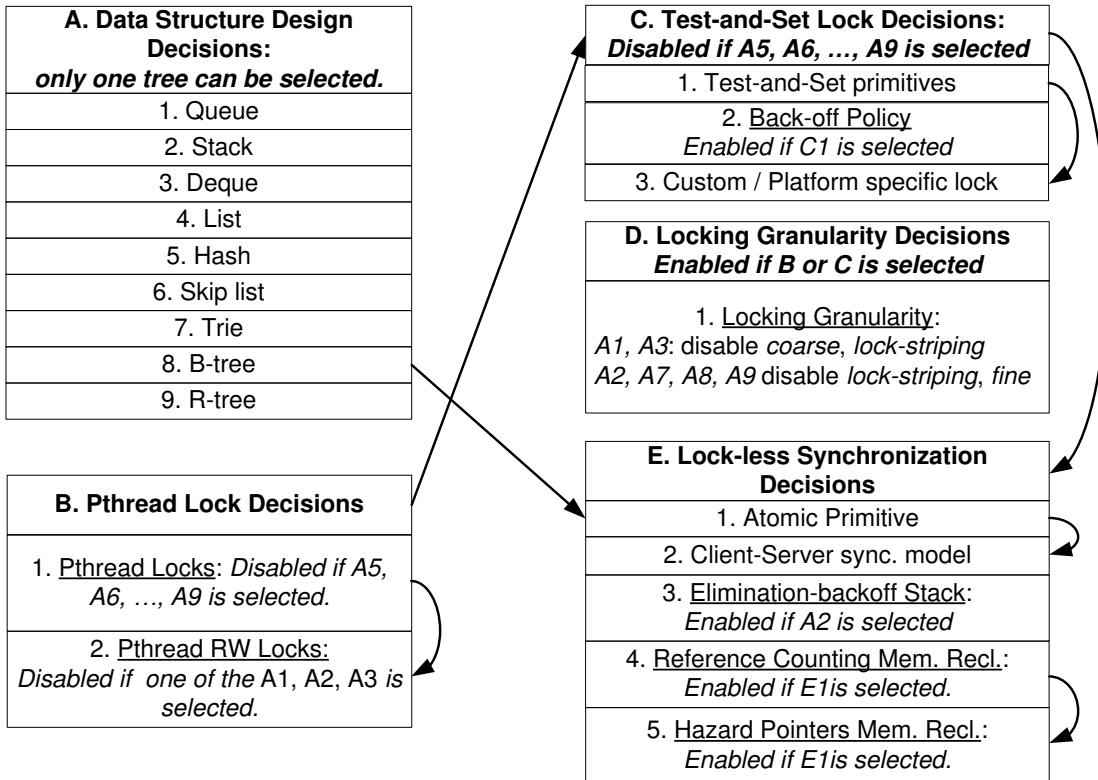 A. Data Structure Design
Decisions:
only one tree can be selected.
1. Queue
2. Stack
3. Deque
4. List
5. Hash
6. Skip list
7. Trie
8. B-tree
9. R-tree
B. Pthread Lock Decisions
1. Pthread Locks: Disabled if A5,
A6, …, A9 is selected.
2. Pthread RW Locks:
Disabled if one of the A1, A2, A3 is
selected.
C. Test-and-Set Lock Decisions:
Disabled if A5, A6, …, A9 is selected
1. Test-and-Set primitives
2. Back-off Policy
Enabled if C1 is selected
3. Custom / Platform specific lock
D. Locking Granularity Decisions
Enabled if B or C is selected
1. Locking Granularity:
A1, A3: disable coarse, lock-striping
A2, A7, A8, A9 disable lock-striping, fine
E. Lock-less Synchronization
Decisions
1. Atomic Primitive
2. Client-Server sync. model
3. Elimination-backoff Stack:
Enabled if A2 is selected
4. Reference Counting Mem. Recl.:
Enabled if E1is selected.
5. Hazard Pointers Mem. Recl.:
Enabled if E1is selected.